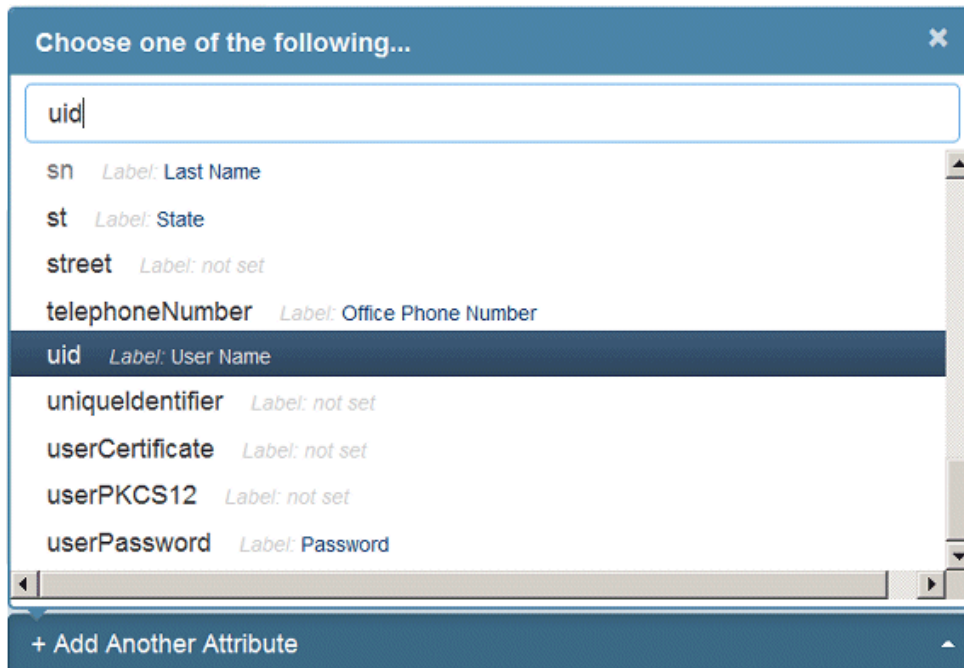 Choose one of the following...
uid
sn Label: Last Name
st Label: State
street Label: not set
telephoneNumber Label: Office Phone Number
uid Label: User Name
uniqueIdentifier Label: not set
userCertificate Label: not set
userPKCS12 Label: not set
userPassword Label: Password
+ Add Another Attribute